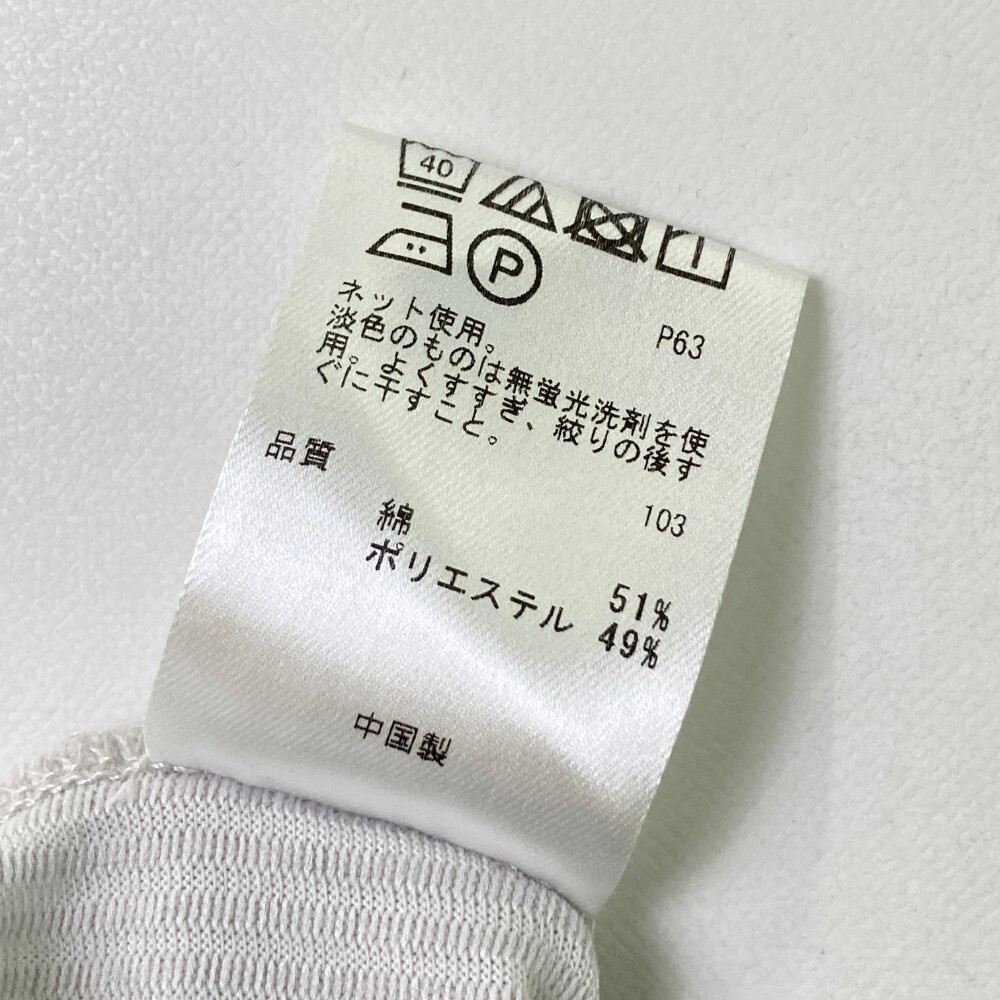 40
P
P63
ネット使用。
淡色のものは無蛍光洗剤を使
用。よくすすぎ、絞りの後す
ぐに干すこと。
品質
103
綿 51%
ポリエステル 49%
中国製